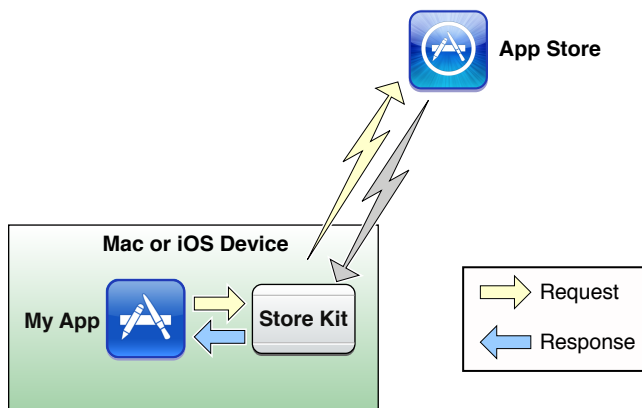 App Store
Mac or iOS Device
My App
Store Kit
Request
Response